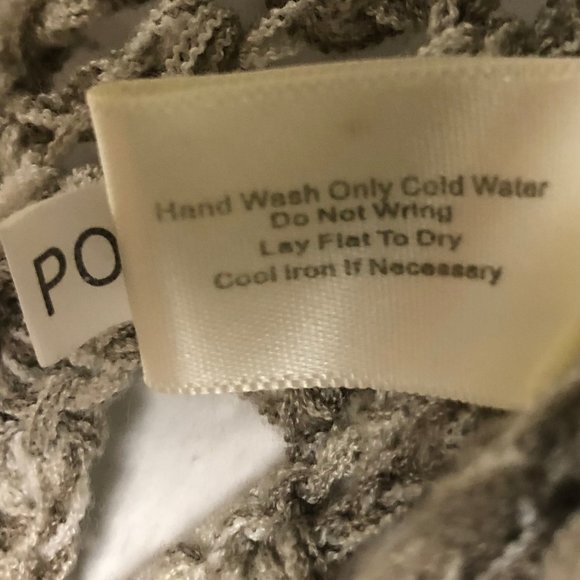 Hand Wash Only Cold Water
Do Not Wring
Lay Flat To Dry
Cool Iron If Necessary
PO